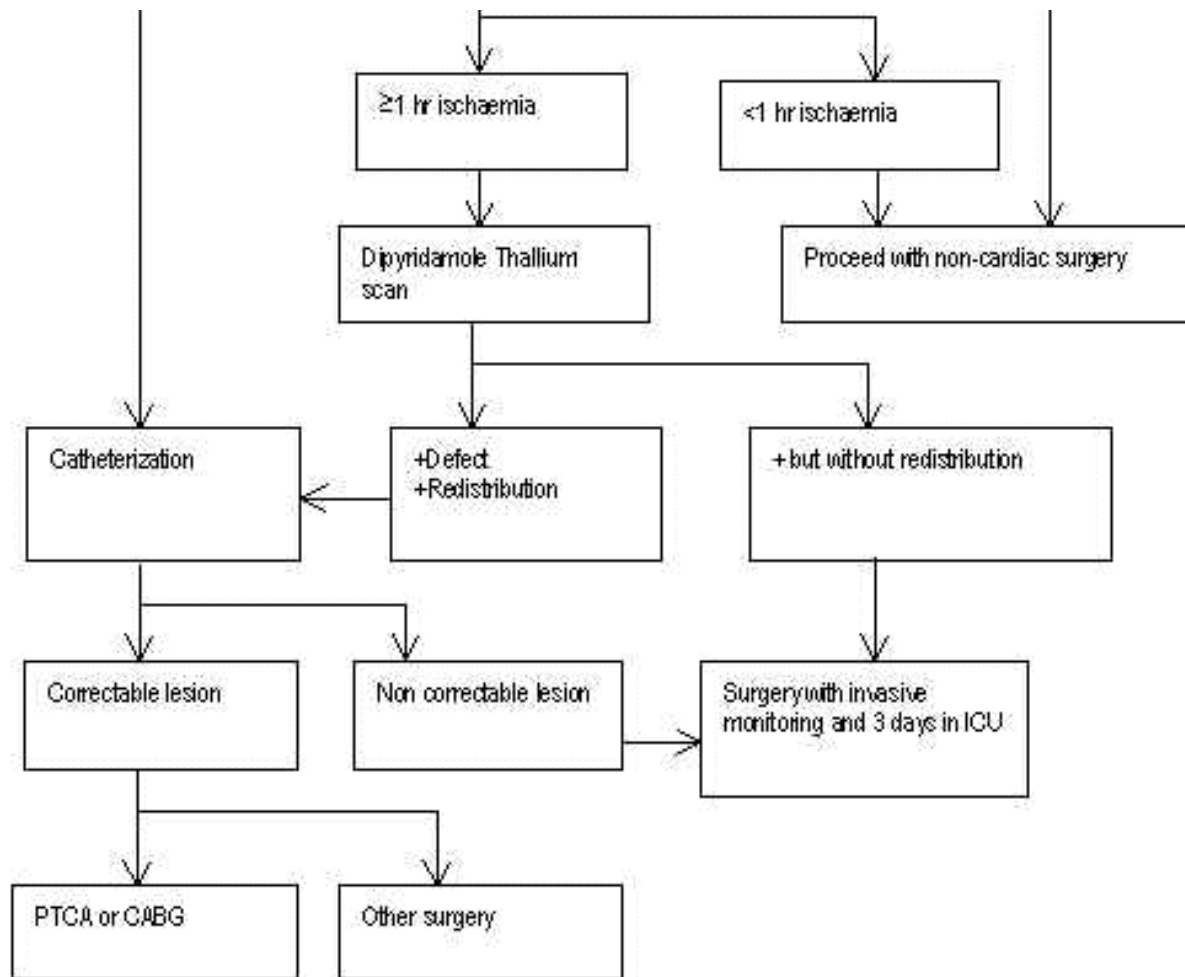 ≥1 hr ischaemia
<1 hr ischaemia
Dipyridamole Thallium
scan
Proceed with non-cardiac surgery
Catheterization
+Defect
+Redistribution
+but without redistribution
Correctable lesion
Non correctable lesion
Surgery with invasive
monitoring and 3 days in ICU
PTCA or CABG
Other surgery